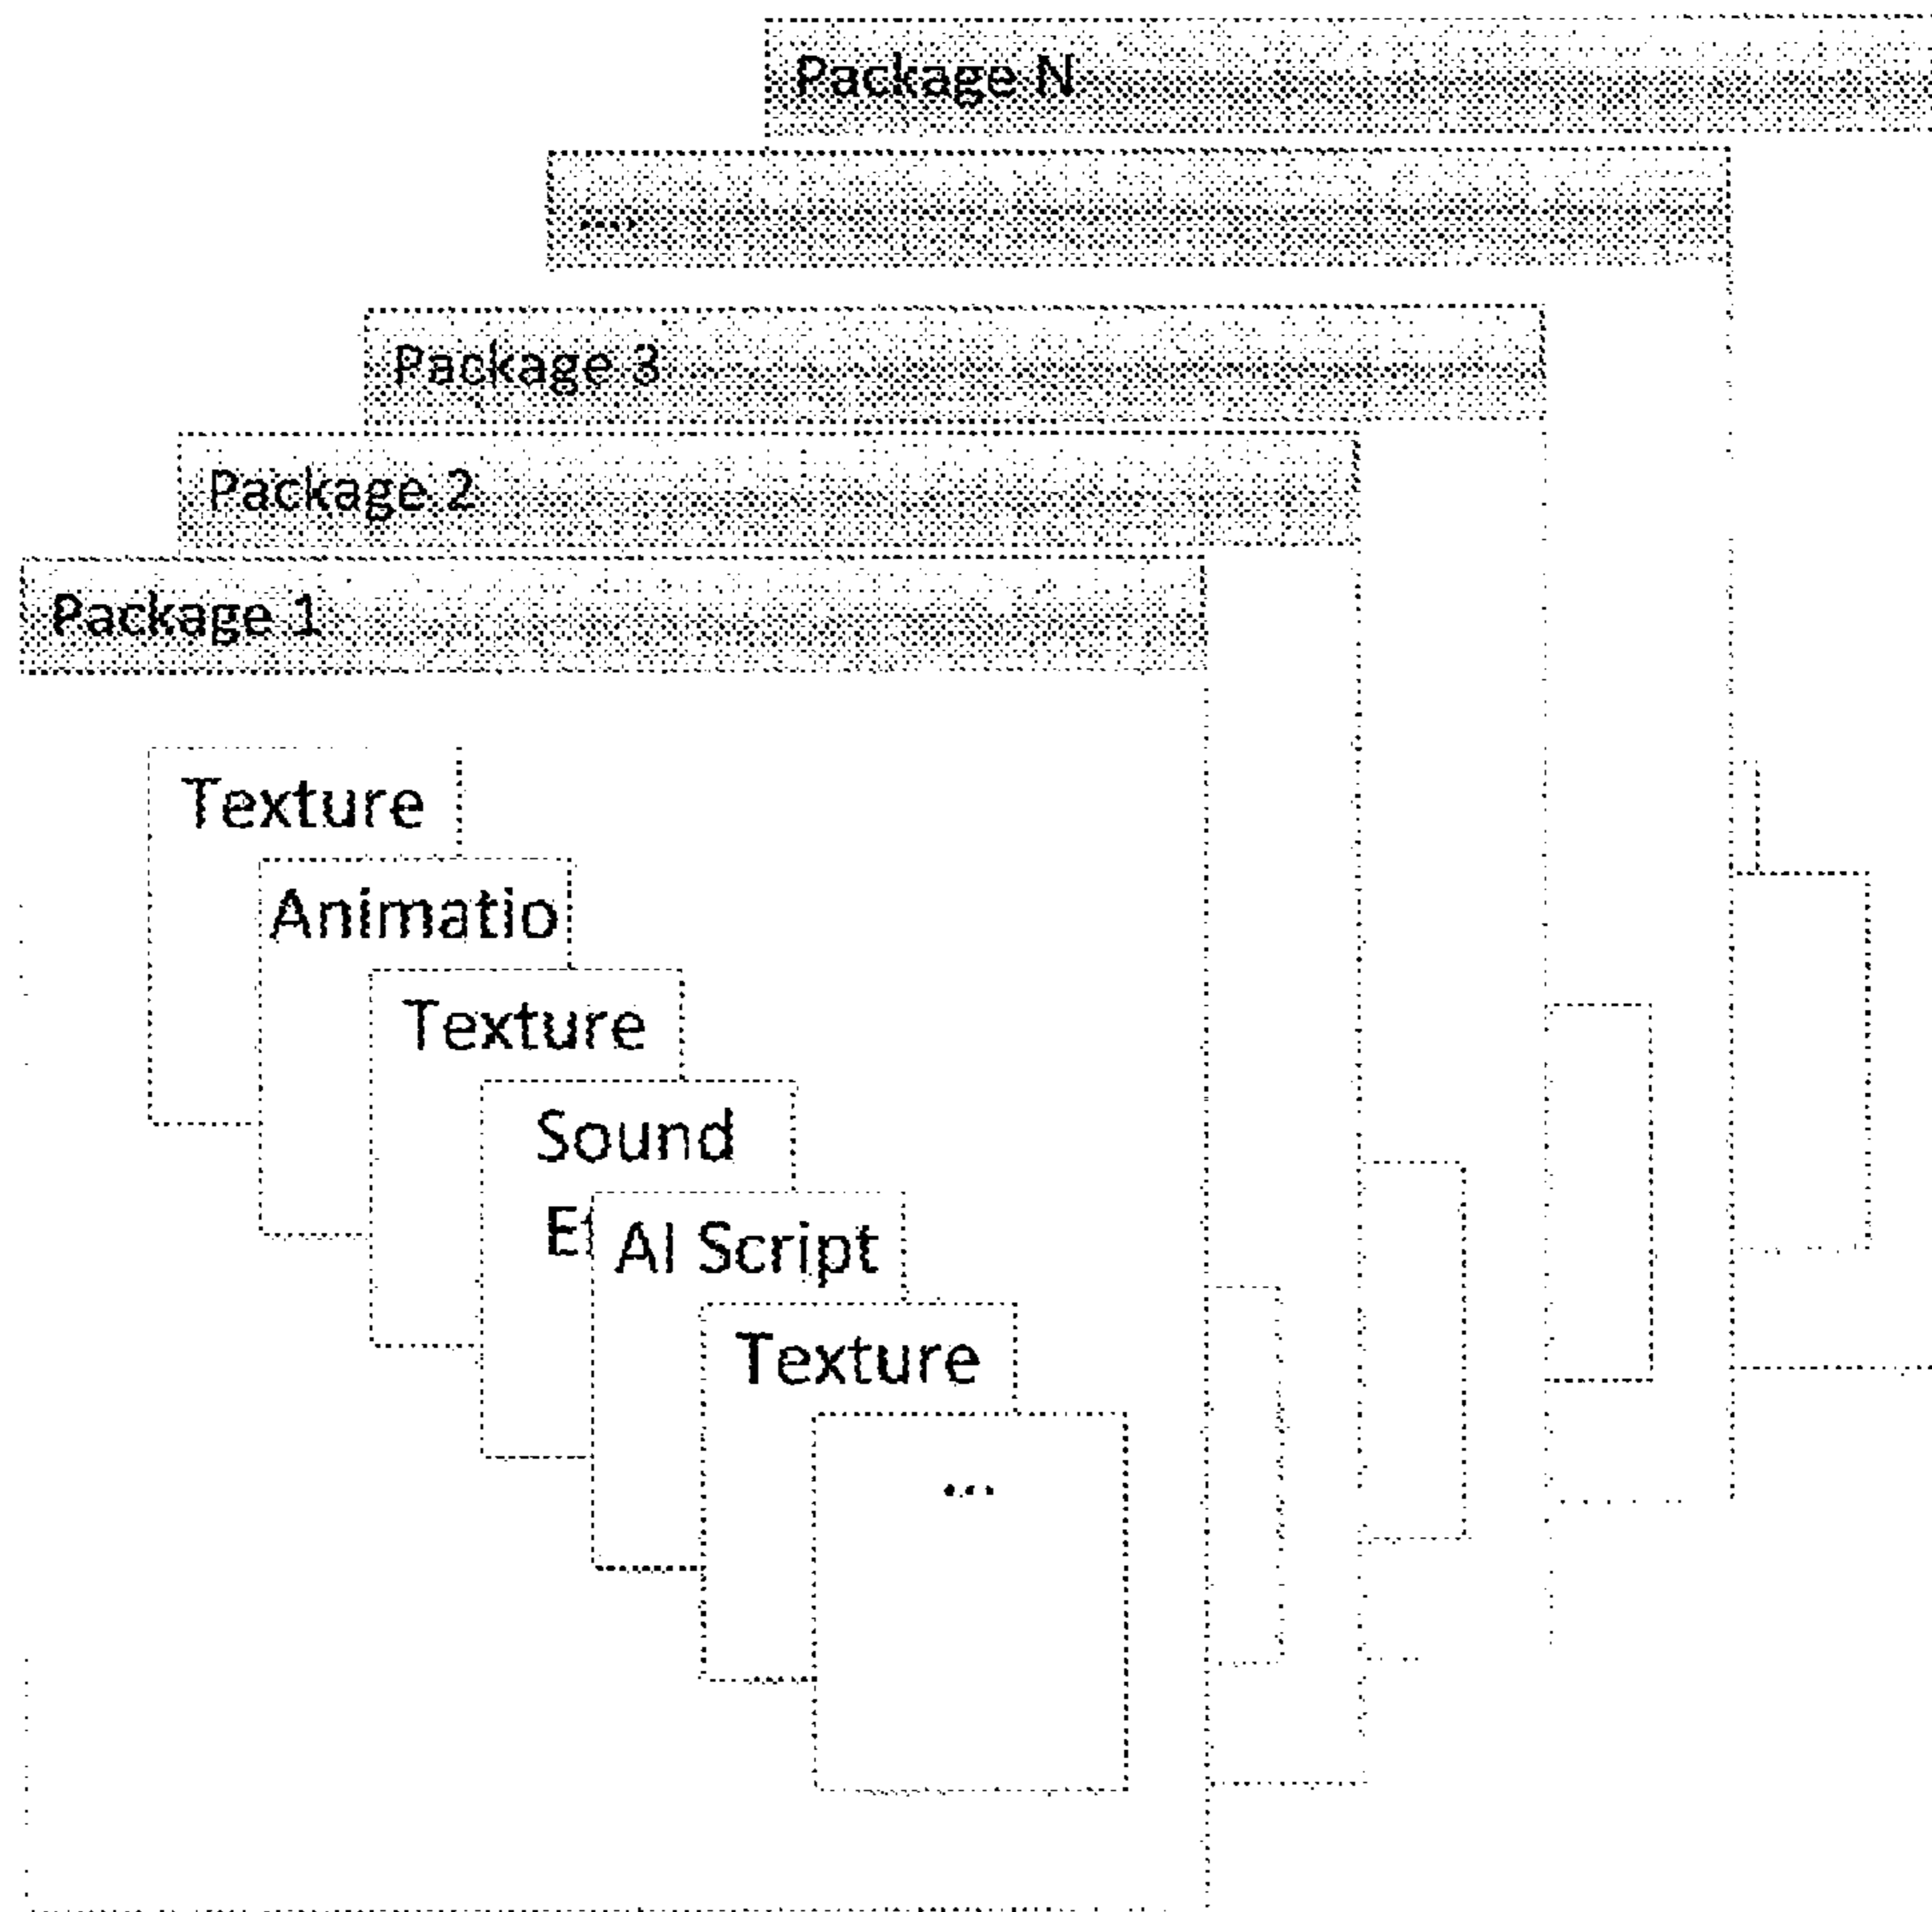 Package N
....
Package 3
Package 2
Package 1
Texture
Animatio
Texture
Sound
AI Script
Texture
...